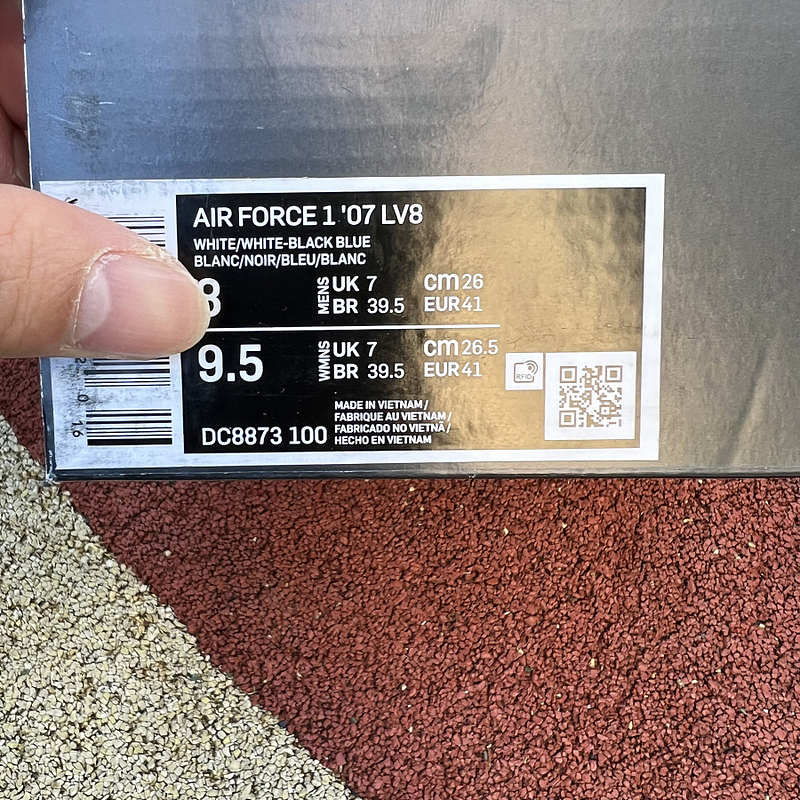 AIR FORCE 1 '07 LV8
WHITE/WHITE-BLACK BLUE
BLANC/NOIR/BLEU/BLANC
8 MENS UK 7 cm 26
BR 39.5 EUR 41
9.5 WMNS UK 7 cm 26.5
BR 39.5 EUR 41
RFID
MADE IN VIETNAM /
FABRIQUE AU VIETNAM /
FABRICADO NO VIETNÃ /
HECHO EN VIETNAM
DC8873 100